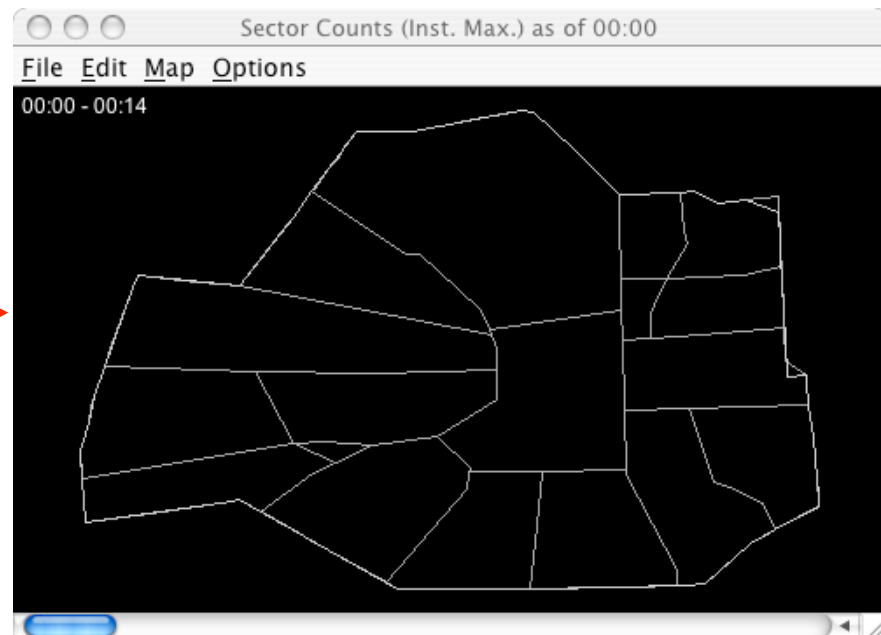 Sector Counts (Inst. Max.) as of 00:00
File Edit Map Options
00:00 - 00:14